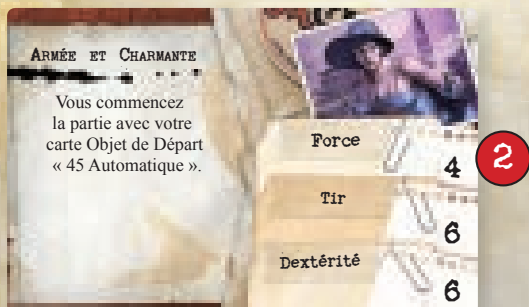 Armée et Charmante
Vous commencez
la partie avec votre
carte Objet de Départ
« 45 Automatique ».
Force
4
2
Tir
6
Dextérité
6